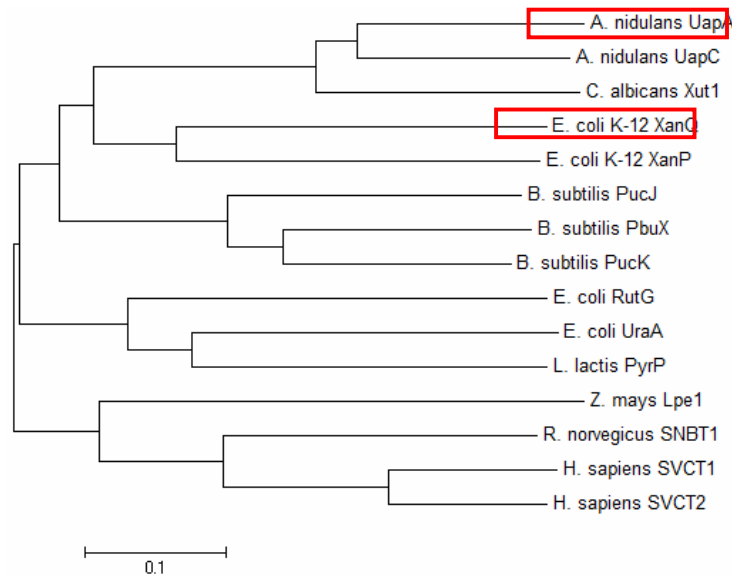 A. nidulans UapA
A. nidulans UapC
C. albicans Xut1
E. coli K-12 XanQ
E. coli K-12 XanP
B. subtilis PucJ
B. subtilis PbuX
B. subtilis PucK
E. coli RutG
E. coli UraA
L. lactis PyrP
Z. mays Lpe1
R. norvegicus SNBT1
H. sapiens SVCT1
H. sapiens SVCT2
0.1